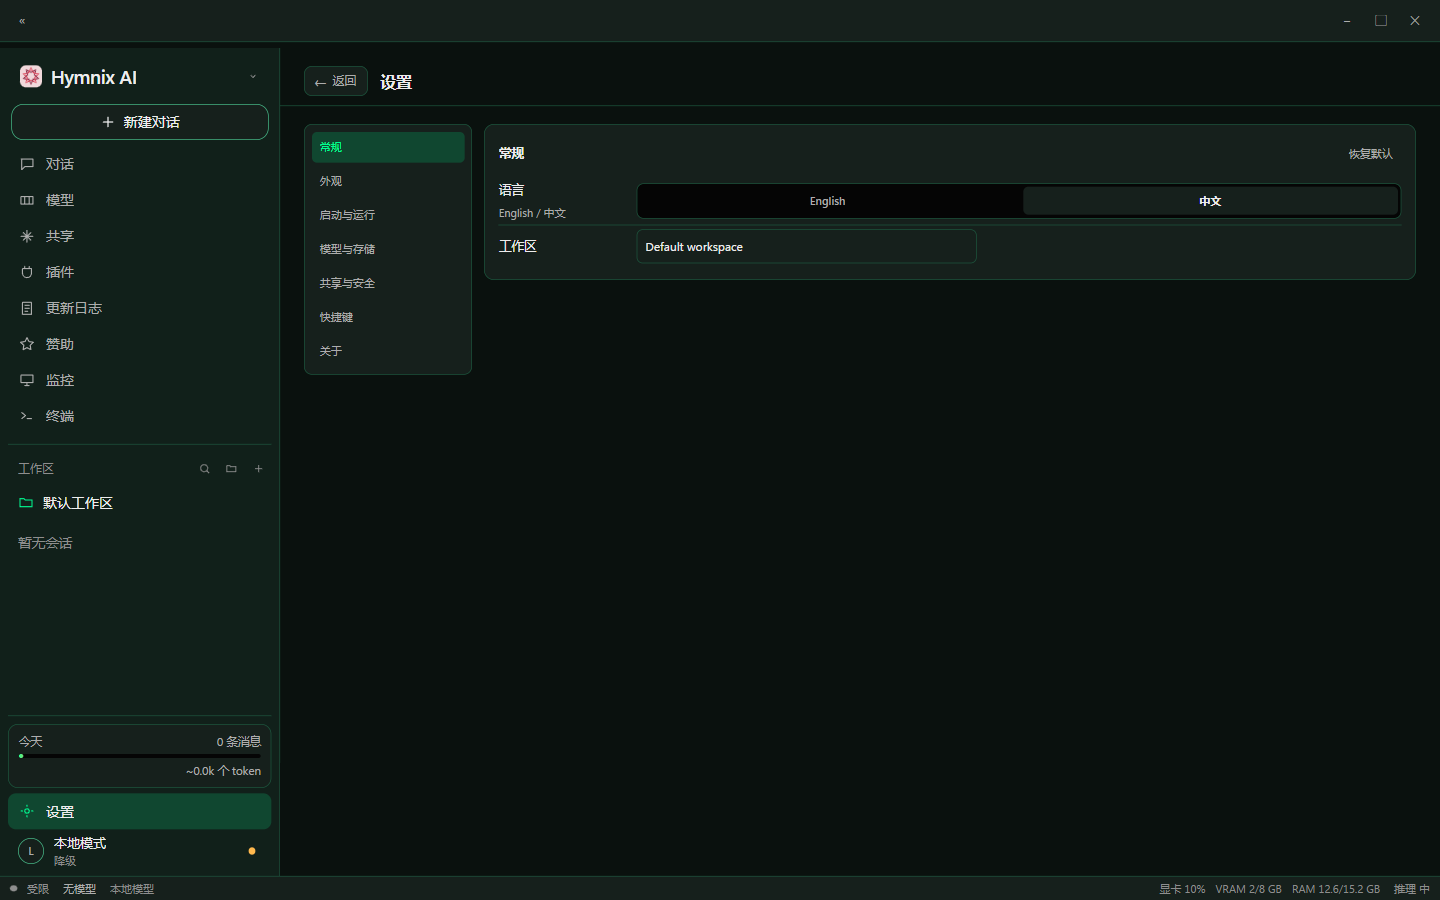 «
Hymnix AI
新建对话
对话
模型
共享
插件
更新日志
赞助
监控
终端
工作区
默认工作区
暂无会话
今天 0 条消息
~0.0k 个 token
设置
L 本地模式
降级
← 返回 设置
常规
外观
启动与运行
模型与存储
共享与安全
快捷键
关于
常规 恢复默认
语言
English / 中文
English 中文
工作区 Default workspace
受限 无模型 本地模型 显卡 10% VRAM 2/8 GB RAM 12.6/15.2 GB 推理 中